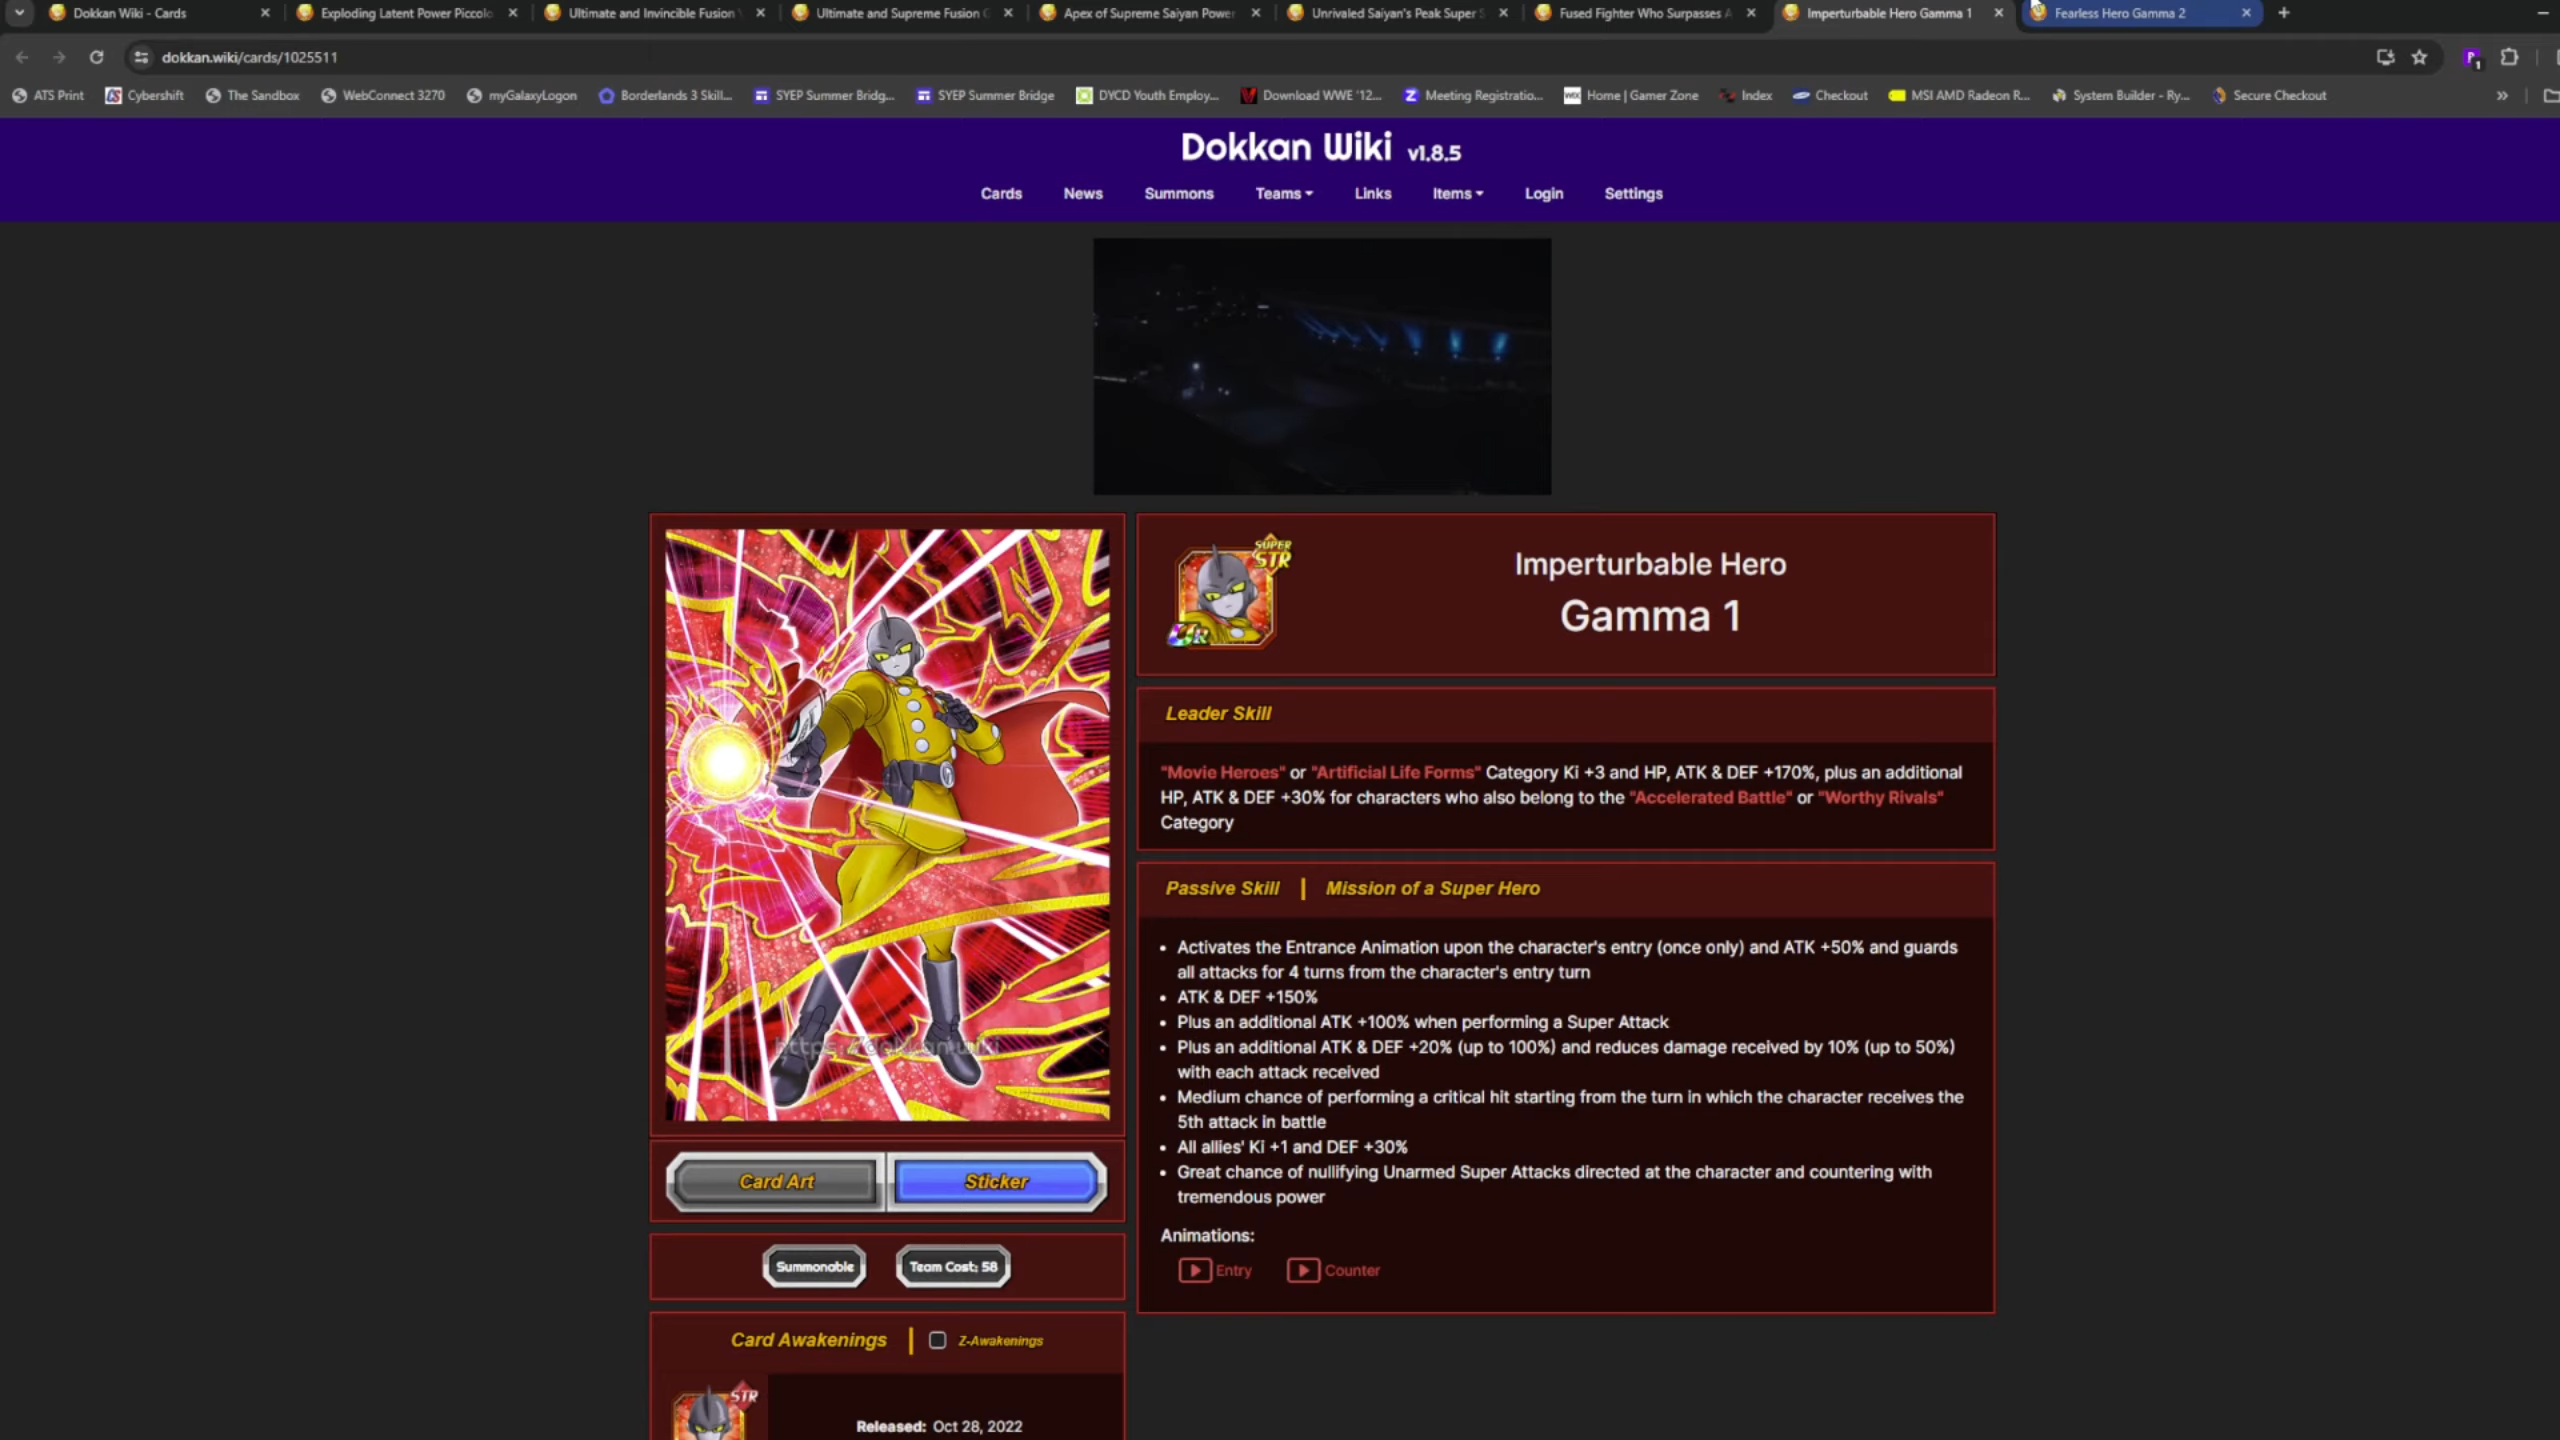 Dokkan Wiki - Cards
Exploding Latent Power Piccolo
Ultimate and Invincible Fusion
Ultimate and Supreme Fusion
Apex of Supreme Saiyan Power
Unrivaled Saiyan's Peak Super
Fused Fighter Who Surpasses
Imperturbable Hero Gamma 1
Fearless Hero Gamma 2
dokkan.wiki/cards/1025511
ATS Print
Cybershift
The Sandbox
WebConnect 3270
myGalaxyLogon
Borderlands 3 Skill...
SYEP Summer Bridg...
SYEP Summer Bridge
DYCD Youth Employ...
Download WWE '12...
Meeting Registratio...
Home | Gamer Zone
Index
Checkout
MSI AMD Radeon R...
System Builder - Ry...
Secure Checkout
Dokkan Wiki v1.8.5
Cards News Summons Teams Links Items Login Settings
SUPER
STR
UR
Imperturbable Hero
Gamma 1
Leader Skill
"Movie Heroes" or "Artificial Life Forms" Category Ki +3 and HP, ATK & DEF +170%, plus an additional
HP, ATK & DEF +30% for characters who also belong to the "Accelerated Battle" or "Worthy Rivals"
Category
Passive Skill | Mission of a Super Hero
• Activates the Entrance Animation upon the character's entry (once only) and ATK +50% and guards
all attacks for 4 turns from the character's entry turn
• ATK & DEF +150%
• Plus an additional ATK +100% when performing a Super Attack
• Plus an additional ATK & DEF +20% (up to 100%) and reduces damage received by 10% (up to 50%)
with each attack received
• Medium chance of performing a critical hit starting from the turn in which the character receives the
5th attack in battle
• All allies' Ki +1 and DEF +30%
• Great chance of nullifying Unarmed Super Attacks directed at the character and countering with
tremendous power
Animations:
Entry Counter
https://dokkan.wiki
Card Art Sticker
Summonable Team Cost: 58
Card Awakenings | Z-Awakenings
STR
Released: Oct 28, 2022